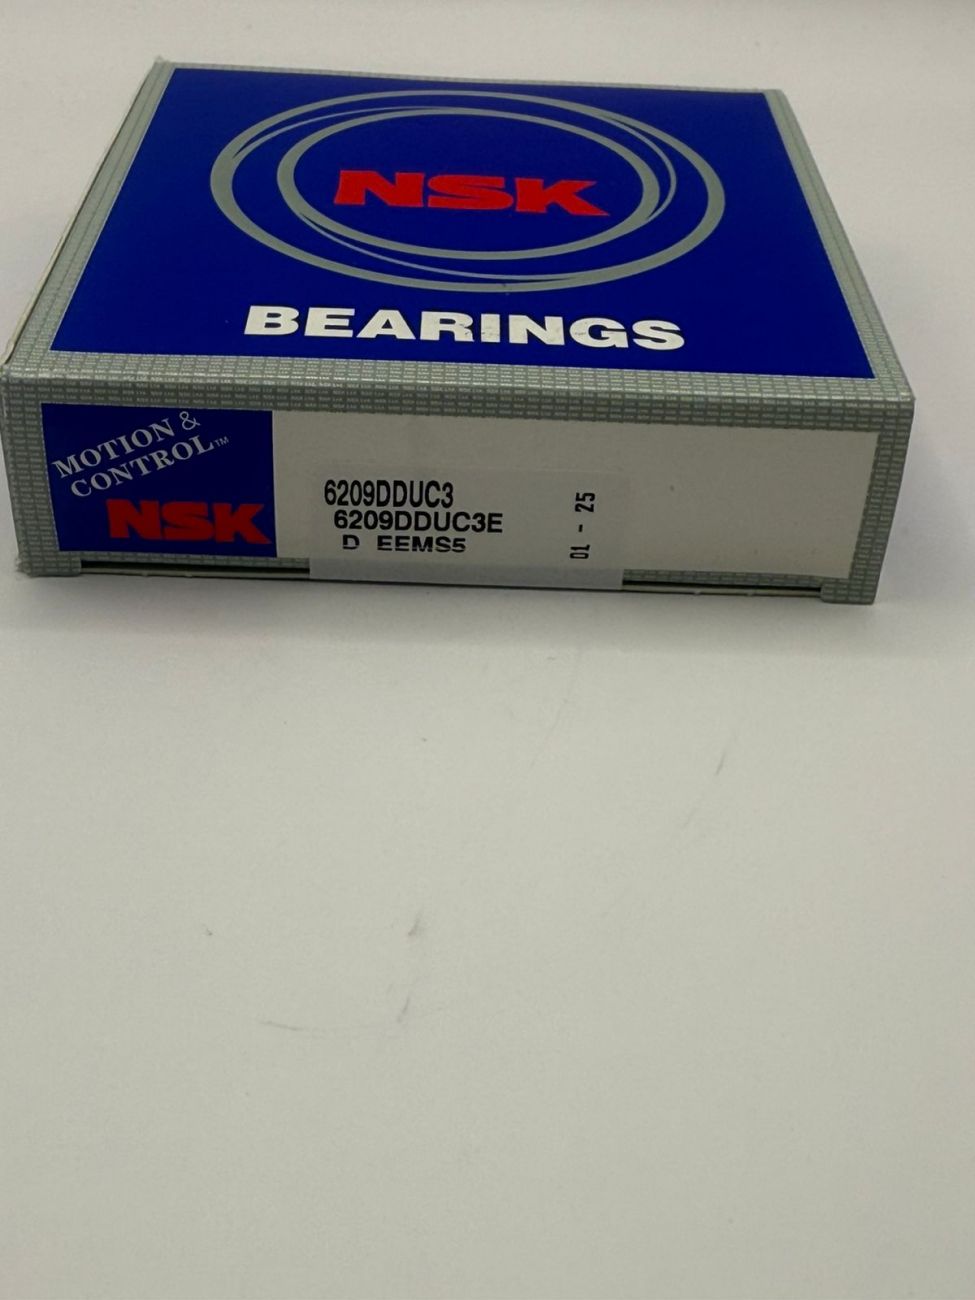 NSK
BEARINGS
MOTION &
CONTROL™
NSK
6209DDUC3
6209DDUC3E
D EEMS5
01 - 25